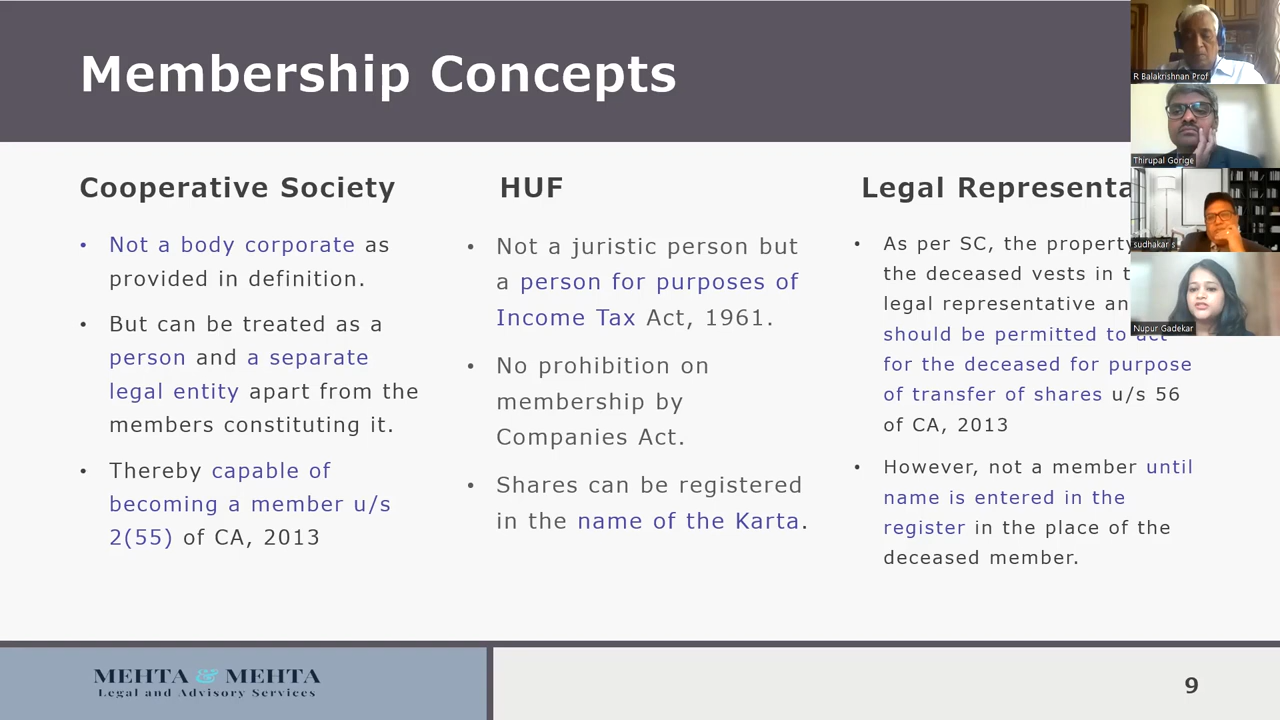 Membership Concepts
Cooperative Society
• Not a body corporate as
provided in definition.
• But can be treated as a
person and a separate
legal entity apart from the
members constituting it.
• Thereby capable of
becoming a member u/s
2(55) of CA, 2013
HUF
• Not a juristic person but
a person for purposes of
Income Tax Act, 1961.
• No prohibition on
membership by
Companies Act.
• Shares can be registered
in the name of the Karta.
Legal Representa
• As per SC, the property
the deceased vests in t
legal representative an
should be permitted to act
for the deceased for purpose
of transfer of shares u/s 56
of CA, 2013
• However, not a member until
name is entered in the
register in the place of the
deceased member.
R Balakrishnan Prof
Thirupal Gorige
sudhakar s
Nupur Gadekar
MEHTA & MEHTA
Legal and Advisory Services
9